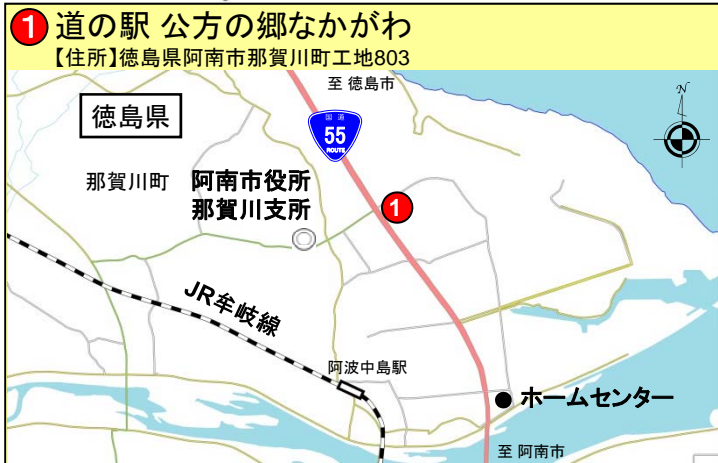 1 道の駅 公方の郷なかがわ
【住所】徳島県阿南市那賀川町工地803
至 徳島市
N
徳島県
国道
55
ROUTE
那賀川町
阿南市役所
那賀川支所
1
JR牟岐線
阿波中島駅
ホームセンター
至 阿南市